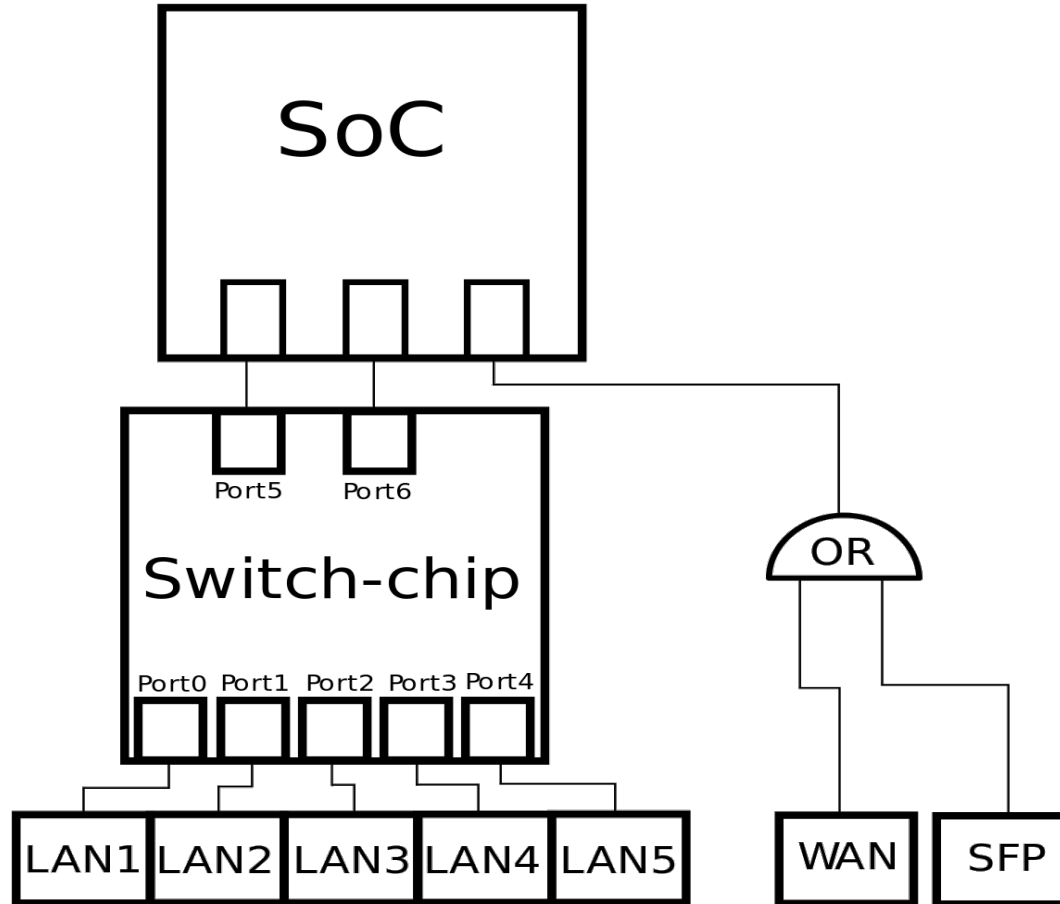 SoC
Port5 Port6
Switch-chip
OR
Port0 Port1 Port2 Port3 Port4
LAN1 LAN2 LAN3 LAN4 LAN5 WAN SFP